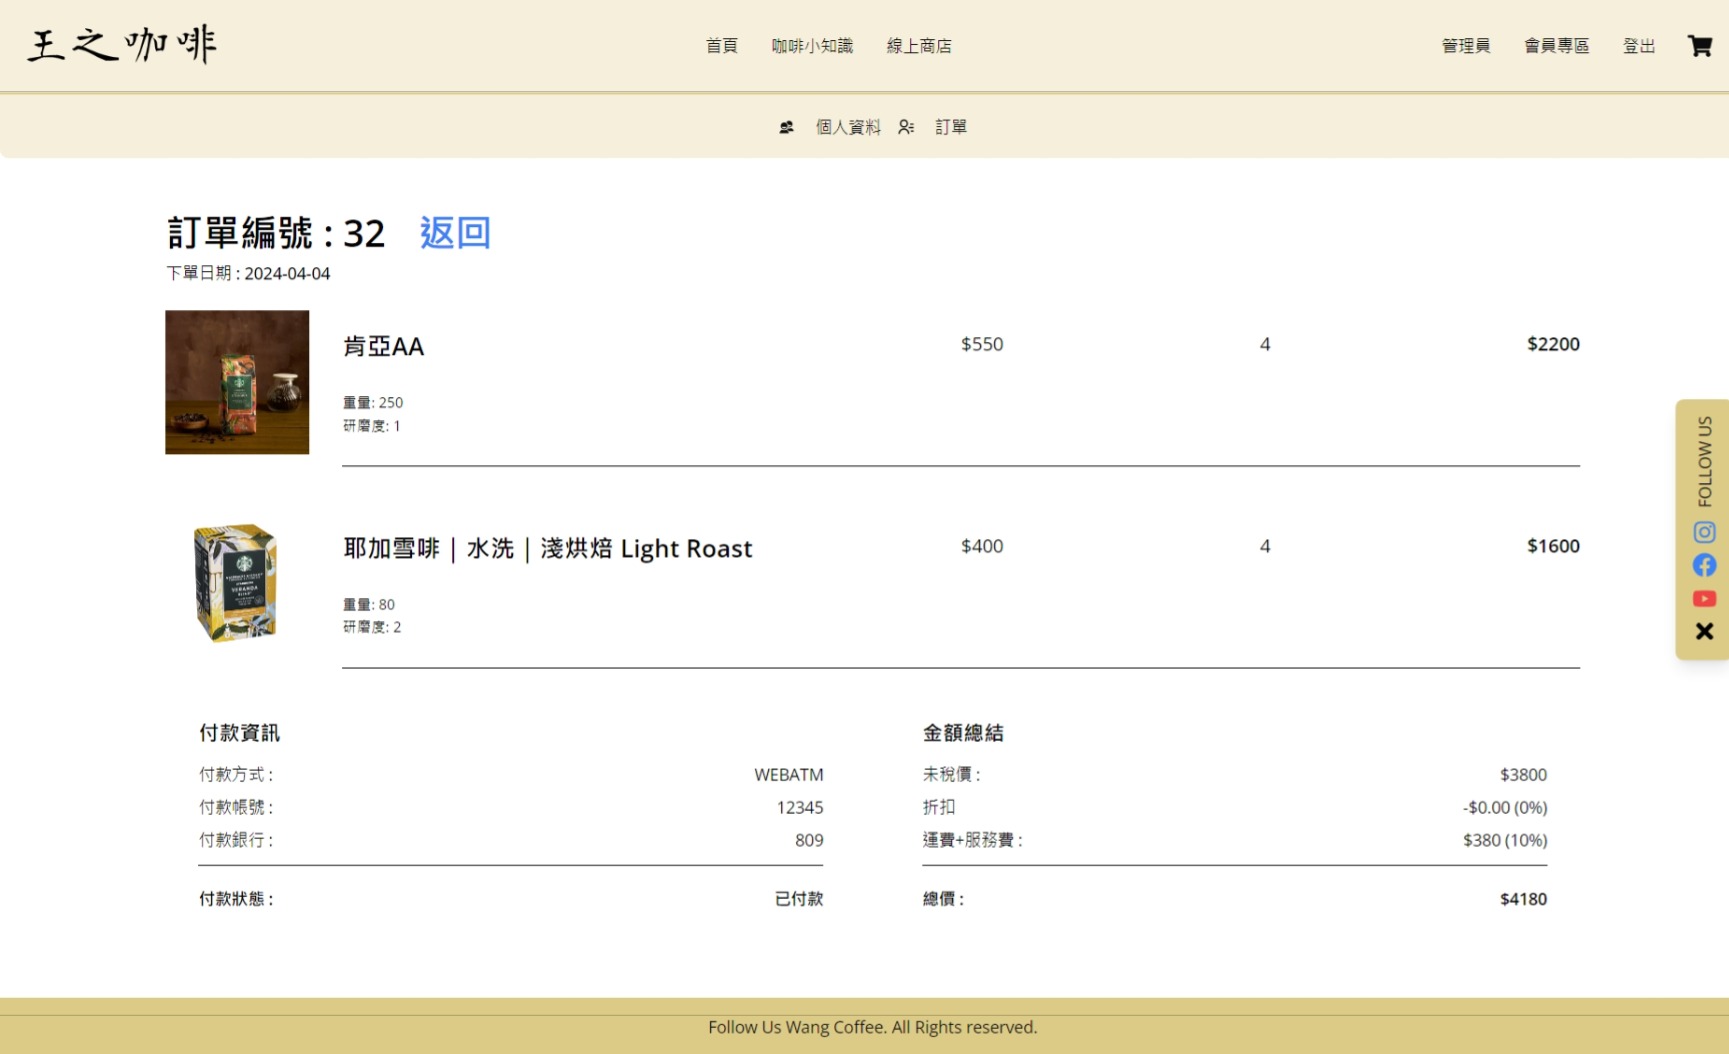 王之咖啡
首頁 咖啡小知識 線上商店
管理員 會員專區 登出
個人資料 訂單
訂單編號 : 32 返回
下單日期 : 2024-04-04
肯亞AA $550 4 $2200
重量: 250
研磨度: 1
耶加雪啡 | 水洗 | 淺烘焙 Light Roast $400 4 $1600
重量: 80
研磨度: 2
FOLLOW US
付款資訊
付款方式 : WEBATM
付款帳號 : 12345
付款銀行 : 809
付款狀態 : 已付款
金額總結
未稅價 : $3800
折扣 -$0.00 (0%)
運費+服務費 : $380 (10%)
總價 : $4180
Follow Us Wang Coffee. All Rights reserved.